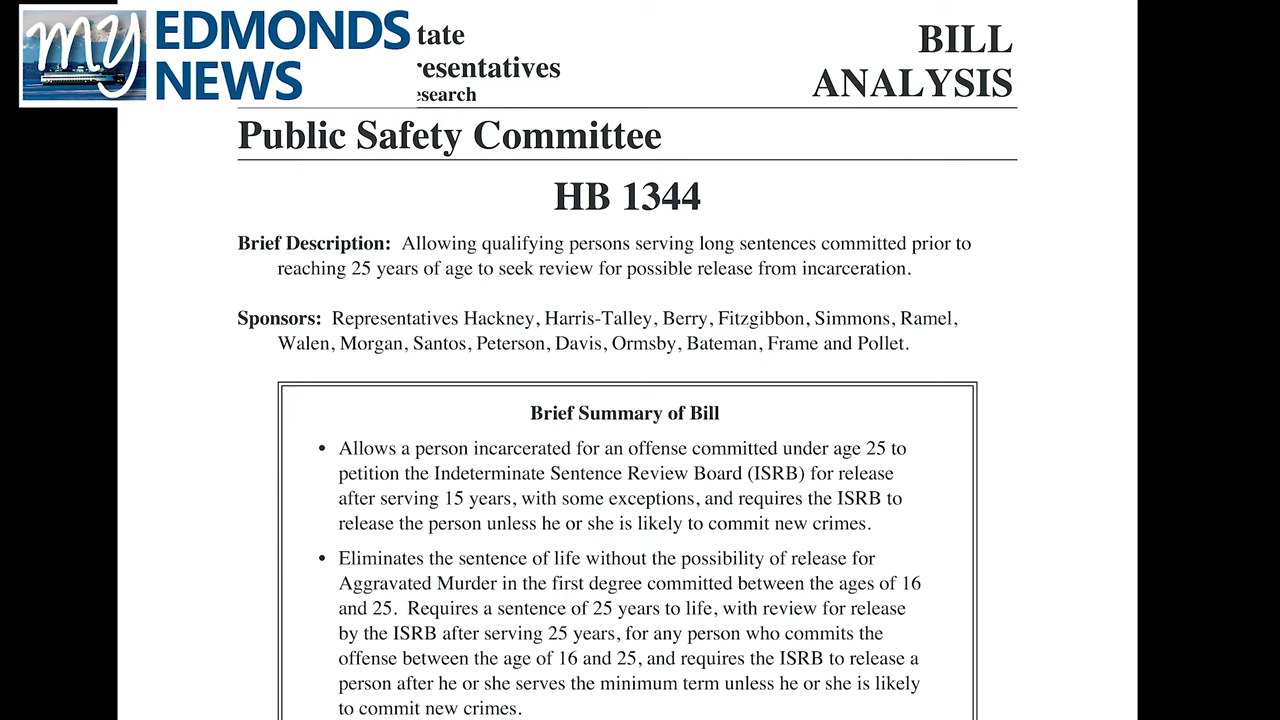 my EDMONDS NEWS
tate
resentatives
esearch
BILL
ANALYSIS
Public Safety Committee
HB 1344
Brief Description: Allowing qualifying persons serving long sentences committed prior to
reaching 25 years of age to seek review for possible release from incarceration.
Sponsors: Representatives Hackney, Harris-Talley, Berry, Fitzgibbon, Simmons, Ramel,
Walen, Morgan, Santos, Peterson, Davis, Ormsby, Bateman, Frame and Pollet.
Brief Summary of Bill
• Allows a person incarcerated for an offense committed under age 25 to
petition the Indeterminate Sentence Review Board (ISRB) for release
after serving 15 years, with some exceptions, and requires the ISRB to
release the person unless he or she is likely to commit new crimes.
• Eliminates the sentence of life without the possibility of release for
Aggravated Murder in the first degree committed between the ages of 16
and 25. Requires a sentence of 25 years to life, with review for release
by the ISRB after serving 25 years, for any person who commits the
offense between the age of 16 and 25, and requires the ISRB to release a
person after he or she serves the minimum term unless he or she is likely
to commit new crimes.